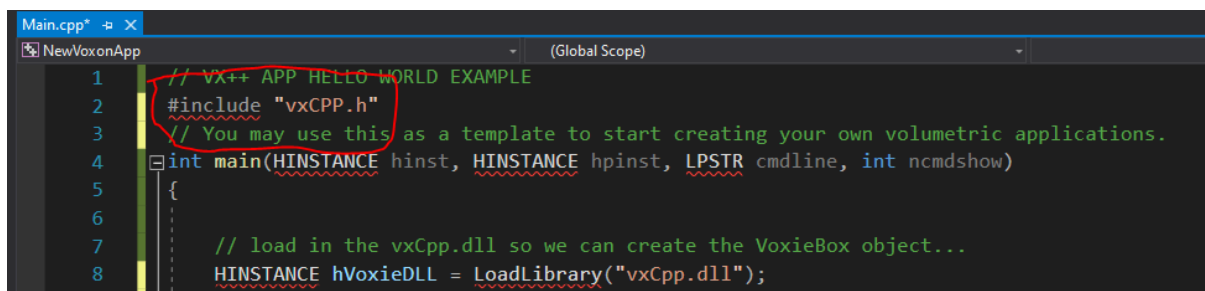 Main.cpp*
NewVoxonApp (Global Scope)
1 // VX++ APP HELLO WORLD EXAMPLE
2 #include "vxCPP.h"
3 // You may use this as a template to start creating your own volumetric applications.
4 int main(HINSTANCE hinst, HINSTANCE hpinst, LPSTR cmdline, int ncmdshow)
5 {
6
7 // load in the vxCpp.dll so we can create the VoxieBox object...
8 HINSTANCE hVoxieDLL = LoadLibrary("vxCpp.dll");